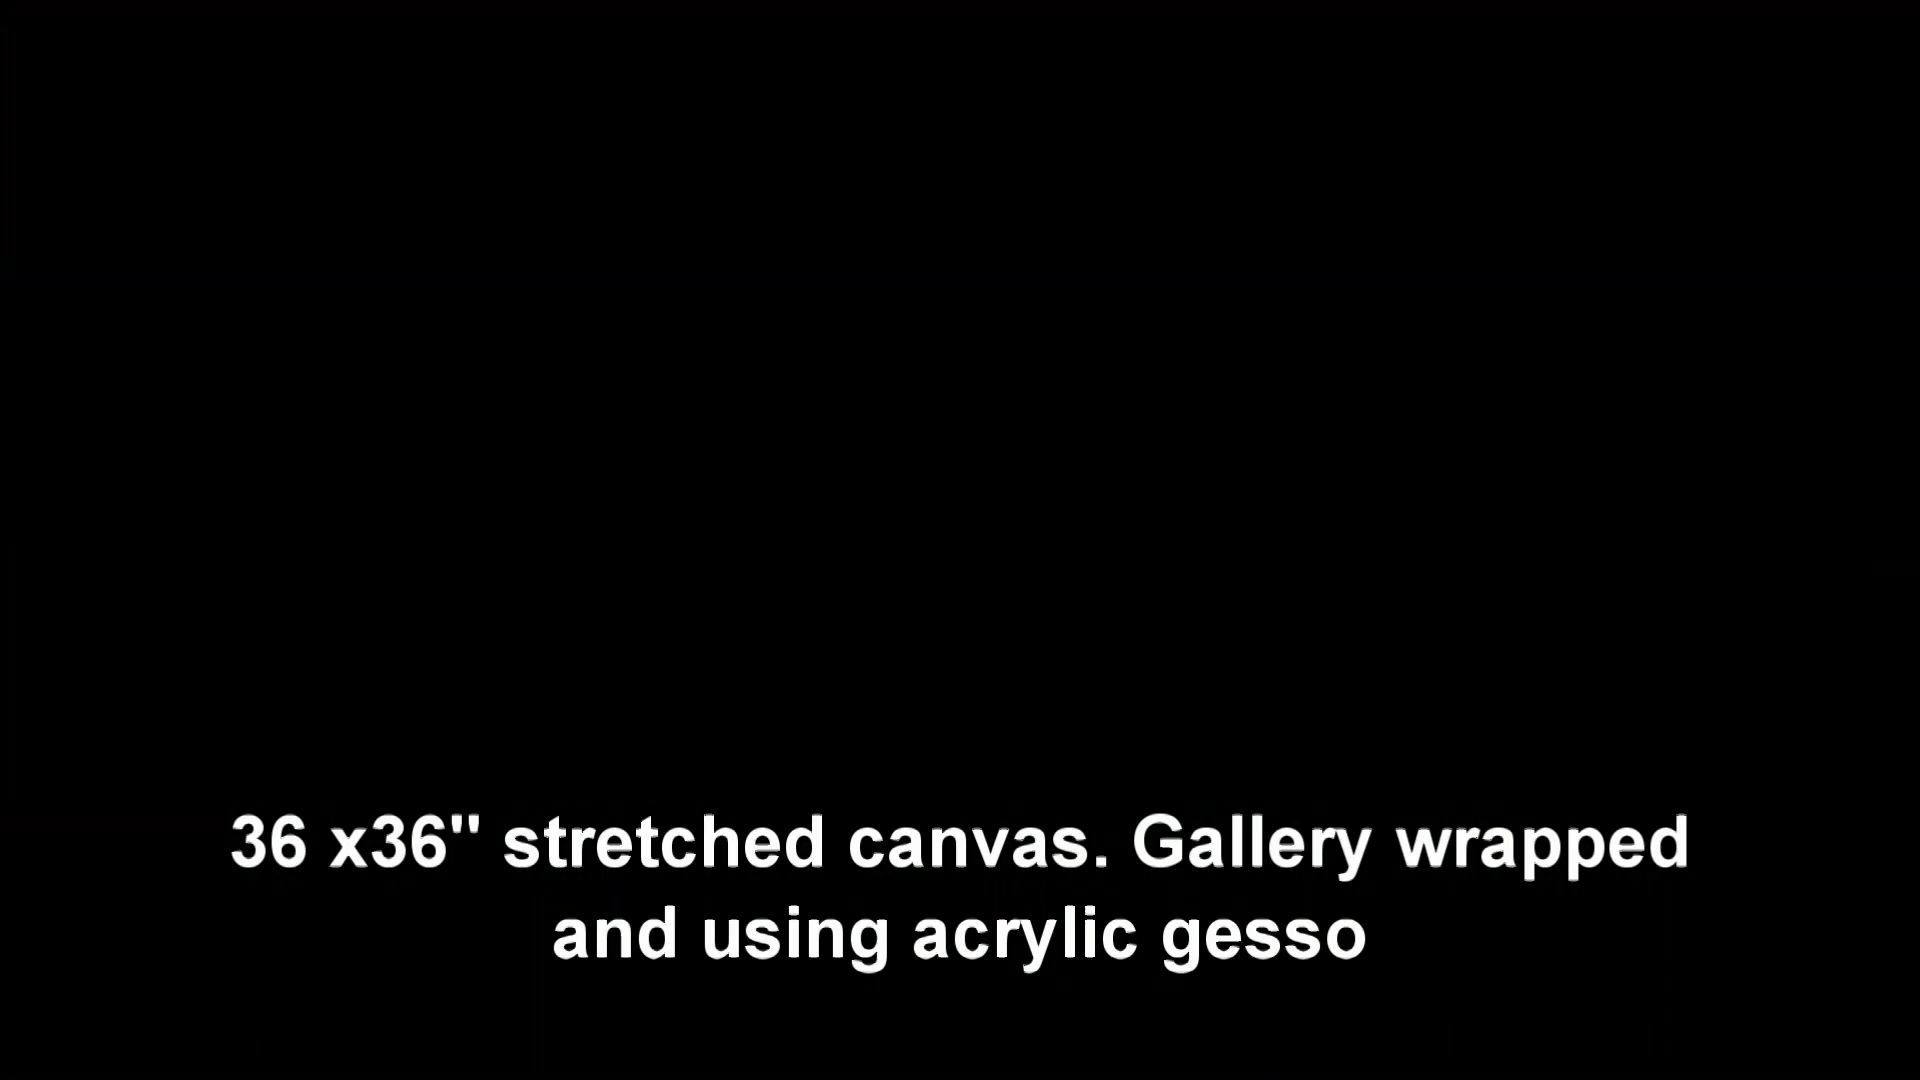 36 x36" stretched canvas. Gallery wrapped
and using acrylic gesso